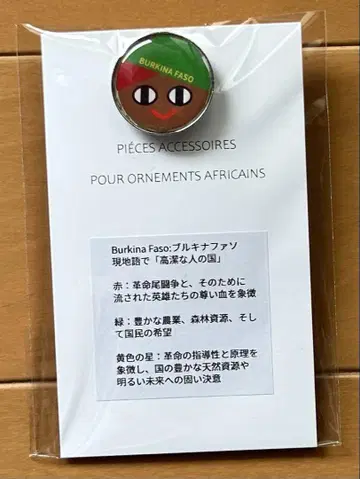 BURKINA FASO
PIÉCES ACCESSOIRES
POUR ORNEMENTS AFRICAINS
Burkina Faso:ブルキナファソ
現地語で「高潔な人の国」
赤：革命尾闘争と、そのために
流された英雄たちの尊い血を象徴
緑：豊かな農業、森林資源、そし
て国民の希望
黄色の星：革命の指導性と原理を
象徴し、国の豊かな天然資源や
明るい未来への固い決意